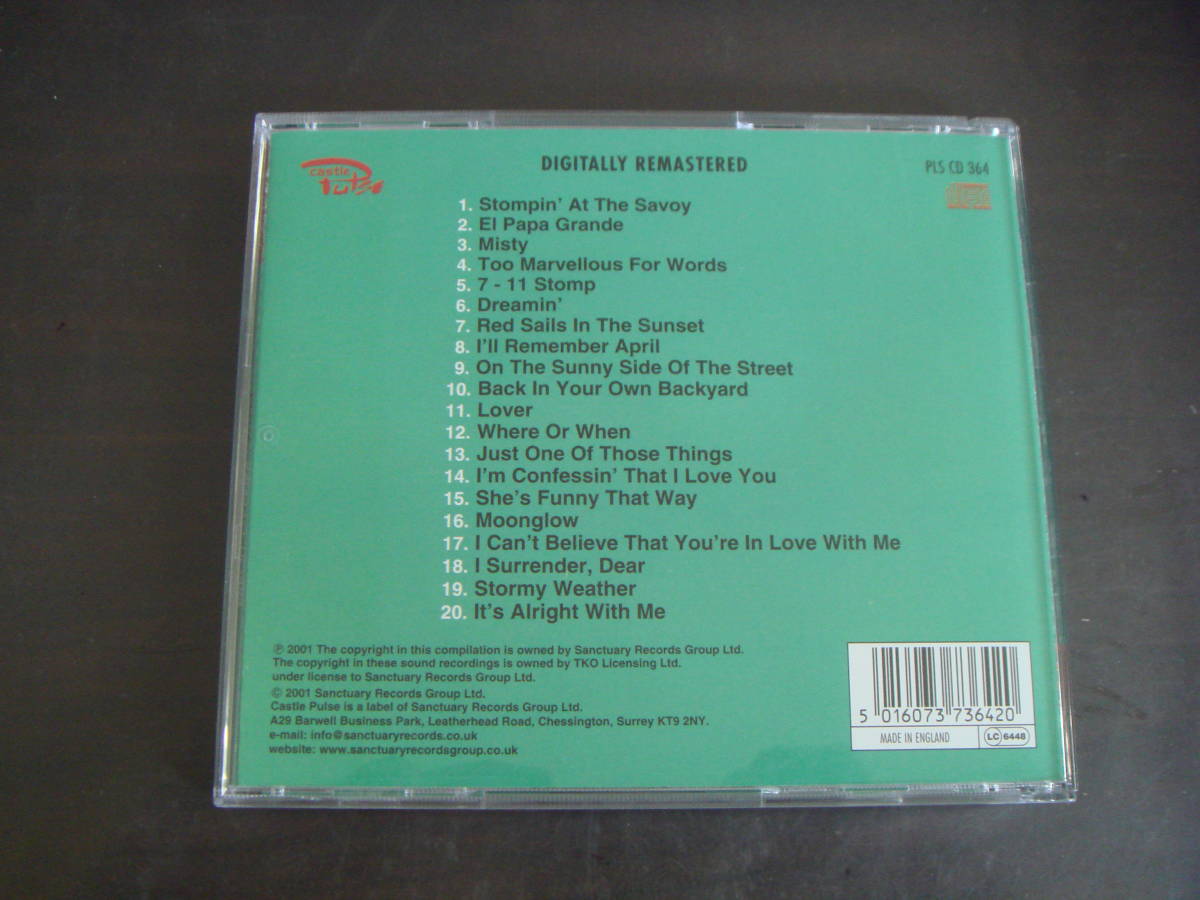 castle
Pulse
DIGITALLY REMASTERED
PLS CD 364
1. Stompin' At The Savoy
2. El Papa Grande
3. Misty
4. Too Marvellous For Words
5. 7 - 11 Stomp
6. Dreamin'
7. Red Sails In The Sunset
8. I'll Remember April
9. On The Sunny Side Of The Street
10. Back In Your Own Backyard
11. Lover
12. Where Or When
13. Just One Of Those Things
14. I'm Confessin' That I Love You
15. She's Funny That Way
16. Moonglow
17. I Can't Believe That You're In Love With Me
18. I Surrender, Dear
19. Stormy Weather
20. It's Alright With Me
℗ 2001 The copyright in this compilation is owned by Sanctuary Records Group Ltd.
The copyright in these sound recordings is owned by TKO Licensing Ltd.
under license to Sanctuary Records Group Ltd.
© 2001 Sanctuary Records Group Ltd.
Castle Pulse is a label of Sanctuary Records Group Ltd.
A29 Barwell Business Park, Leatherhead Road, Chessington, Surrey KT9 2NY.
e-mail: info@sanctuaryrecords.co.uk
website: www.sanctuaryrecordsgroup.co.uk
5 016073 736420
MADE IN ENGLAND
LC 6448